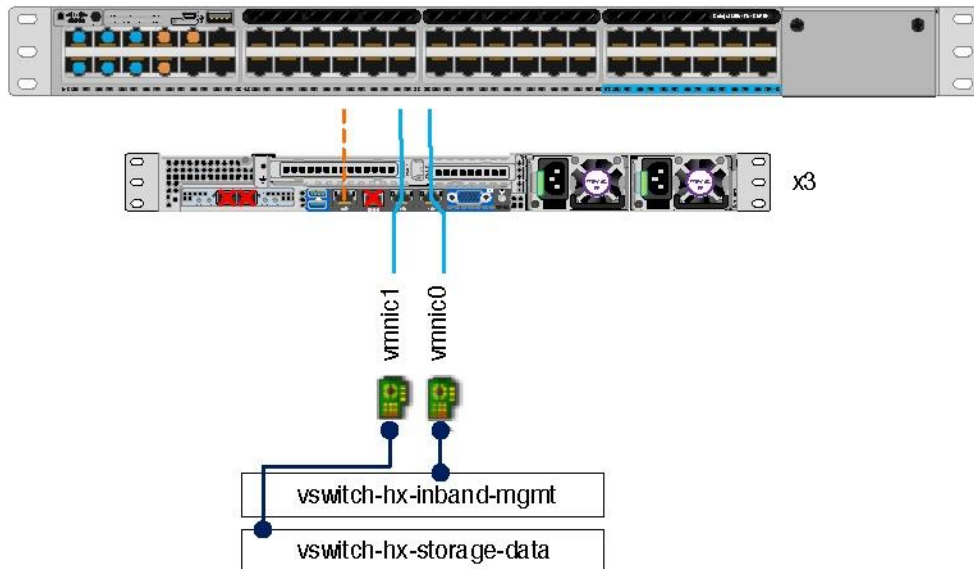 x3
vmnic1
vmnic0
vswitch-hx-inband-mgmt
vswitch-hx-storage-data